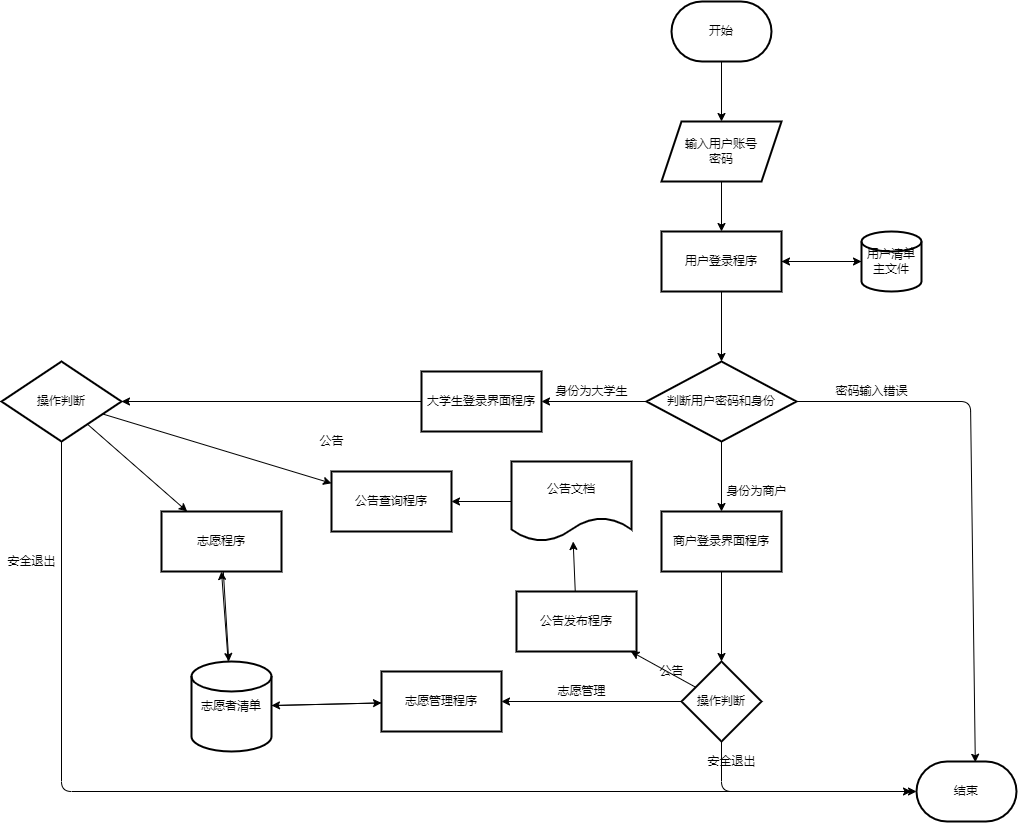 开始
输入用户账号
密码
用户登录程序
用户清单
主文件
操作判断
大学生登录界面程序
身份为大学生
判断用户密码和身份
密码输入错误
公告
公告查询程序
公告文档
身份为商户
志愿程序
商户登录界面程序
安全退出
公告发布程序
公告
志愿者清单
志愿管理程序
志愿管理
操作判断
安全退出
结束